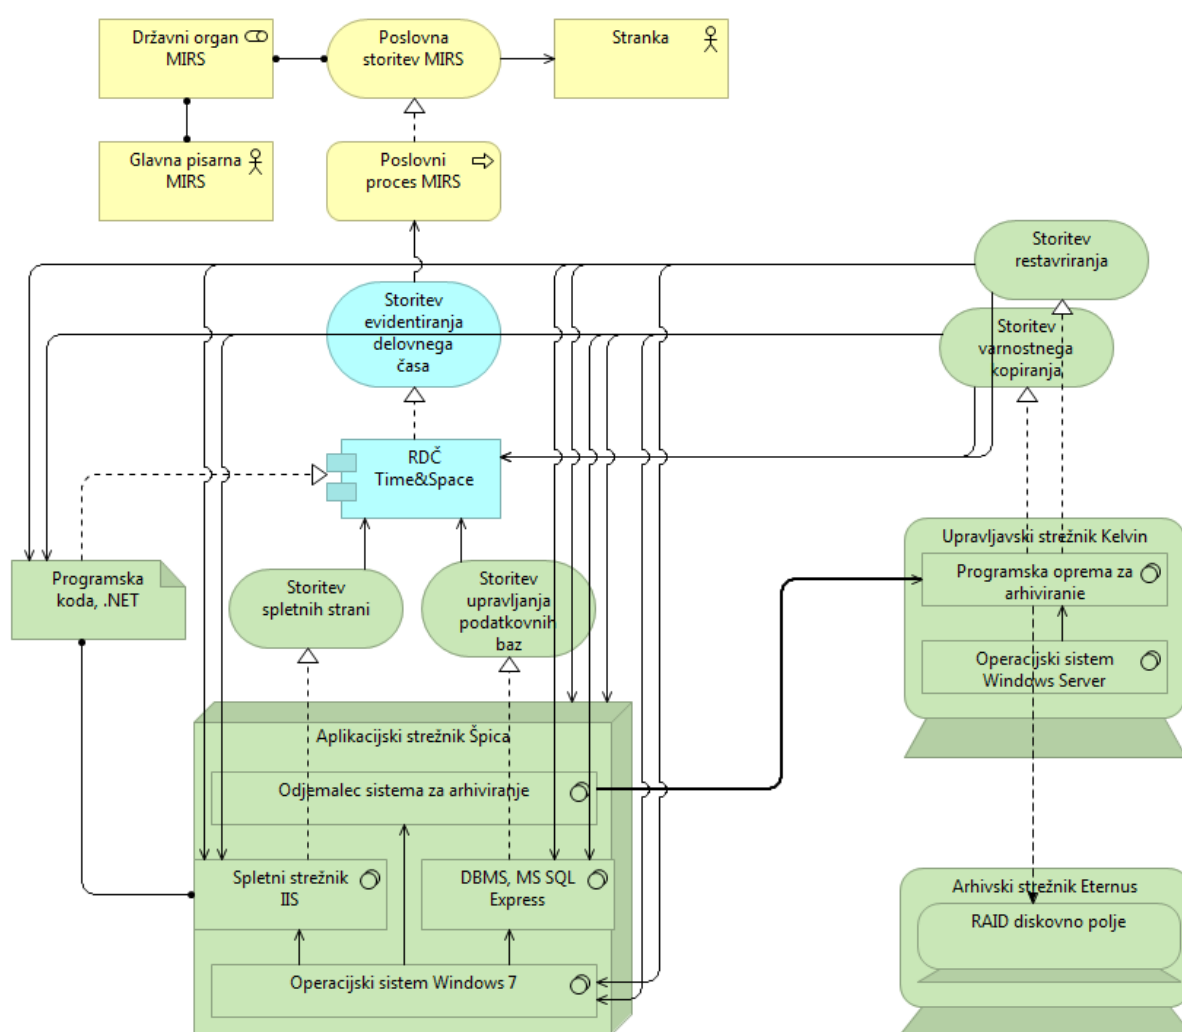 Državni organ
MIRS
Poslovna
storitev MIRS
Stranka
Glavna pisarna
MIRS
Poslovni
proces MIRS
Storitev
restavriranja
Storitev
evidentiranja
delovnega
časa
Storitev
varnostnega
kopiranja
RDČ
Time&Space
Programska
koda, .NET
Storitev
spletnih strani
Storitev
upravljanja
podatkovnih
baz
Upravljavski strežnik Kelvin
Programska oprema za
arhiviranie
Operacijski sistem
Windows Server
Aplikacijski strežnik Špica
Odjemalec sistema za arhiviranje
Spletni strežnik
IIS
DBMS, MS SQL
Express
Operacijski sistem Windows 7
Arhivski strežnik Eternus
RAID diskovno polje